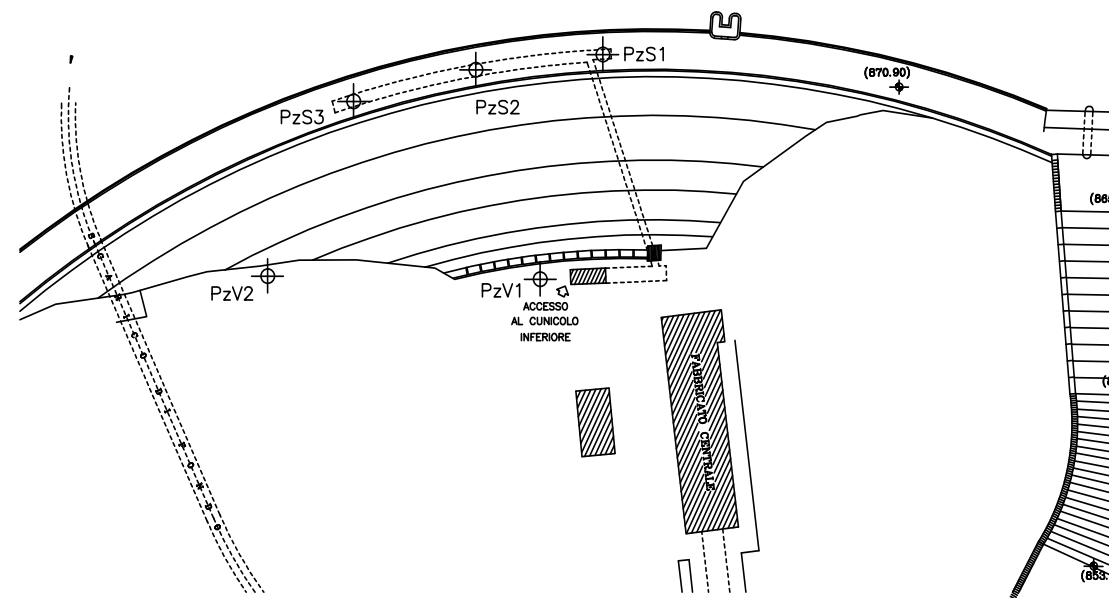 PzS1
(870.90)
PzS2
PzS3
PzV2
PzV1
ACCESSO
AL CUNICOLO
INFERIORE
FABBRICATO CENTRALE